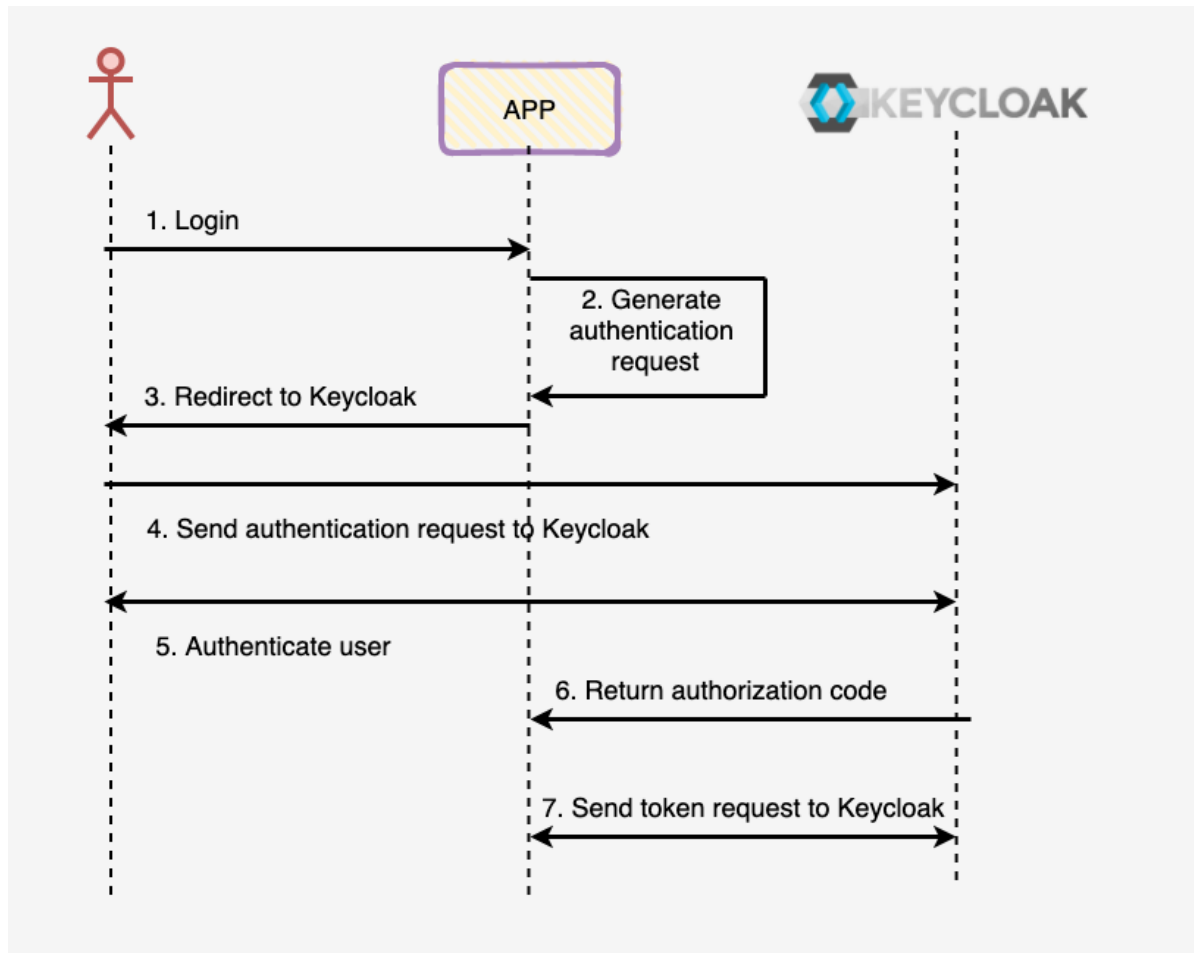 APP
KEYCLOAK
1. Login
2. Generate
authentication
request
3. Redirect to Keycloak
4. Send authentication request to Keycloak
5. Authenticate user
6. Return authorization code
7. Send token request to Keycloak